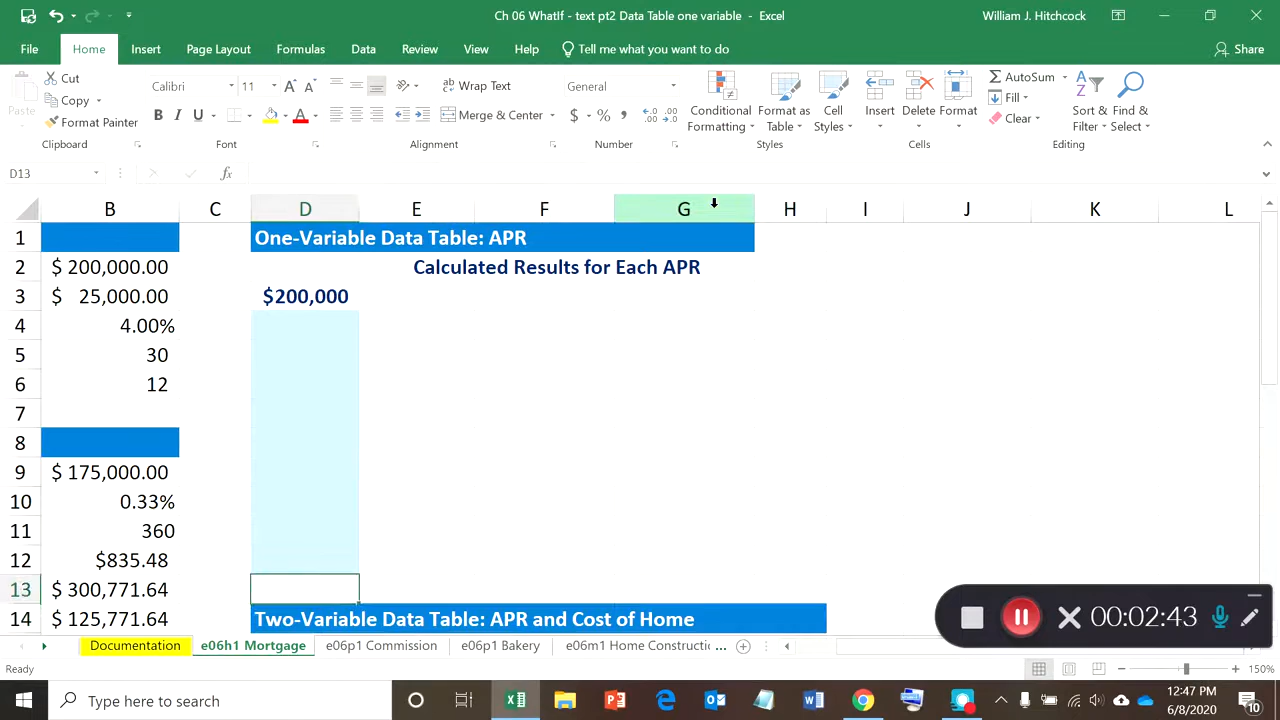 Ch 06 WhatIf - text pt2 Data Table one variable - Excel
William J. Hitchcock
File Home Insert Page Layout Formulas Data Review View Help Tell me what you want to do Share
Paste
Cut
Copy
Format Painter
Clipboard
Calibri 11
B I U
Font
Wrap Text
Merge & Center
Alignment
General
$ % ,
Number
Conditional Formatting
Format as Table
Cell Styles
Styles
Insert
Delete
Format
Cells
AutoSum
Fill
Clear
Sort & Filter
Find & Select
Editing
D13 fx
B C D E F G H I J K L
1 One-Variable Data Table: APR
2 $ 200,000.00 Calculated Results for Each APR
3 $ 25,000.00 $200,000
4 4.00%
5 30
6 12
7
8
9 $ 175,000.00
10 0.33%
11 360
12 $835.48
13 $ 300,771.64
14 $ 125,771.64 Two-Variable Data Table: APR and Cost of Home
00:02:43
Documentation e06h1 Mortgage e06p1 Commission e06p1 Bakery e06m1 Home Constructic ...
Ready
150%
Type here to search
12:47 PM
6/8/2020
10